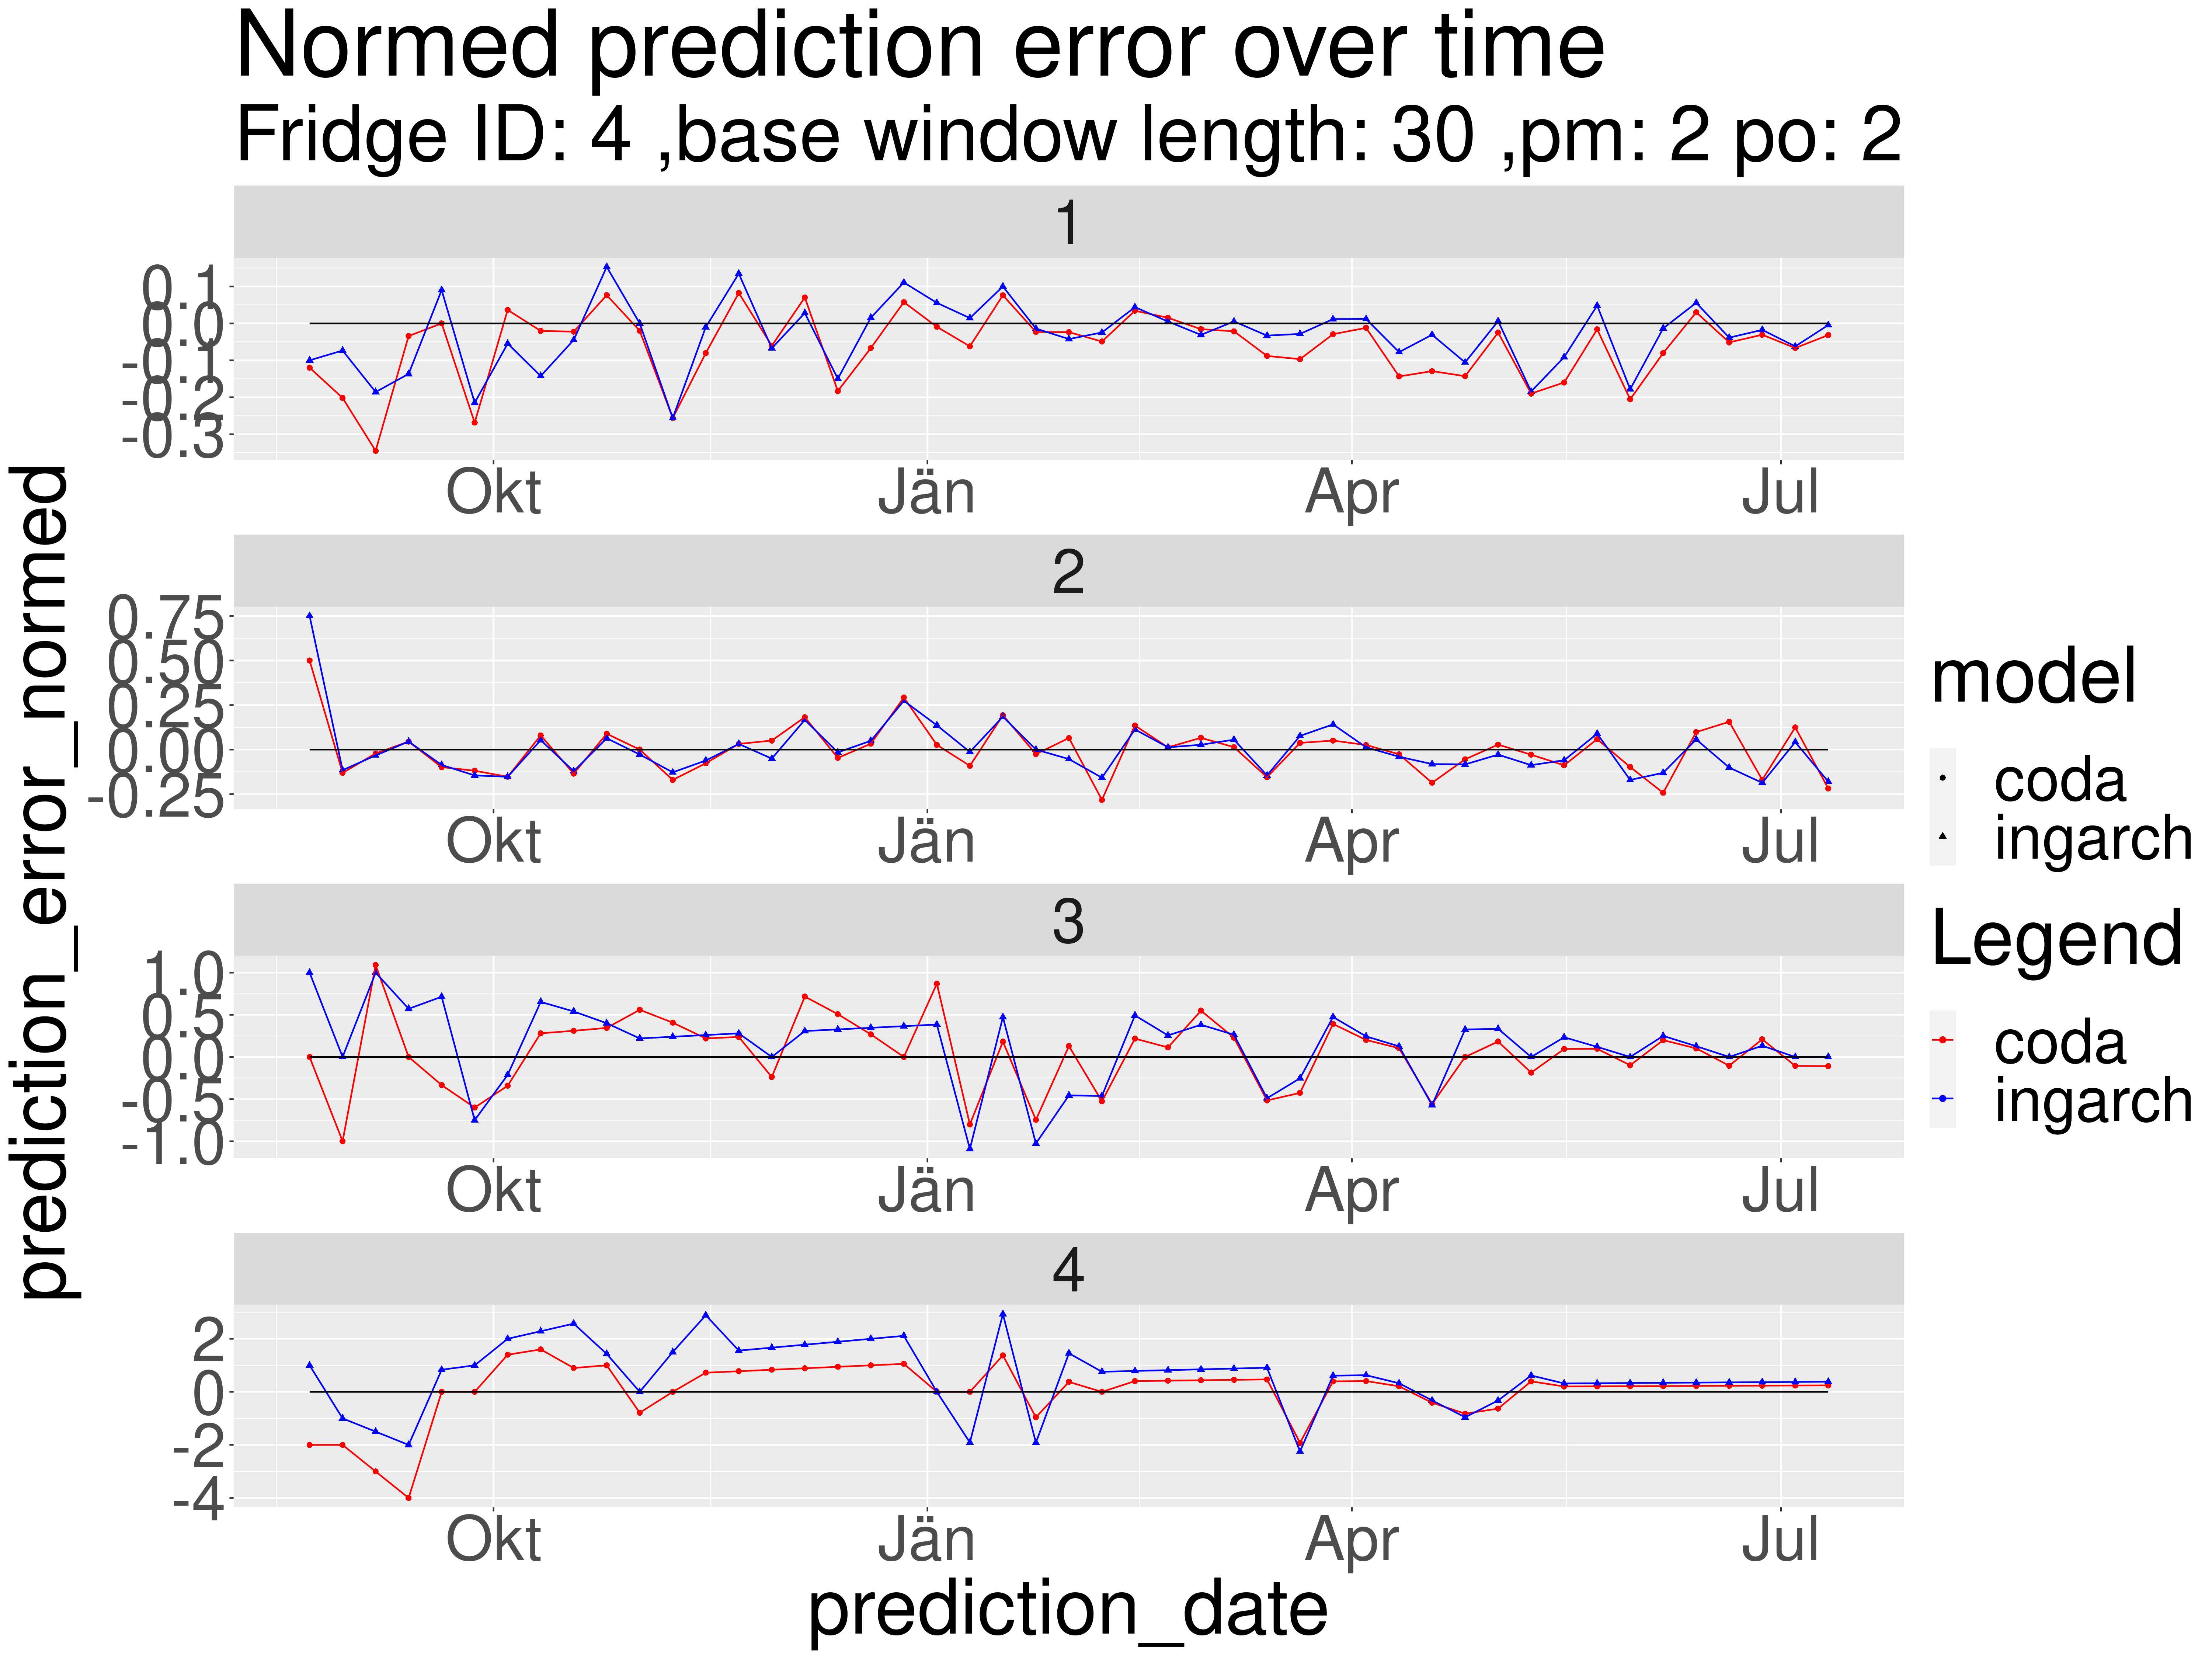 Normed prediction error over time
Fridge ID: 4 ,base window length: 30 ,pm: 2 po: 2
prediction_error_normed
1
0.1
0.0
-0.1
-0.2
-0.3
Okt Jän Apr Jul
2
0.75
0.50
0.25
0.00
-0.25
Okt Jän Apr Jul
3
1.0
0.5
0.0
-0.5
-1.0
Okt Jän Apr Jul
4
2
0
-2
-4
Okt Jän Apr Jul
prediction_date
model
coda
ingarch
Legend
coda
ingarch